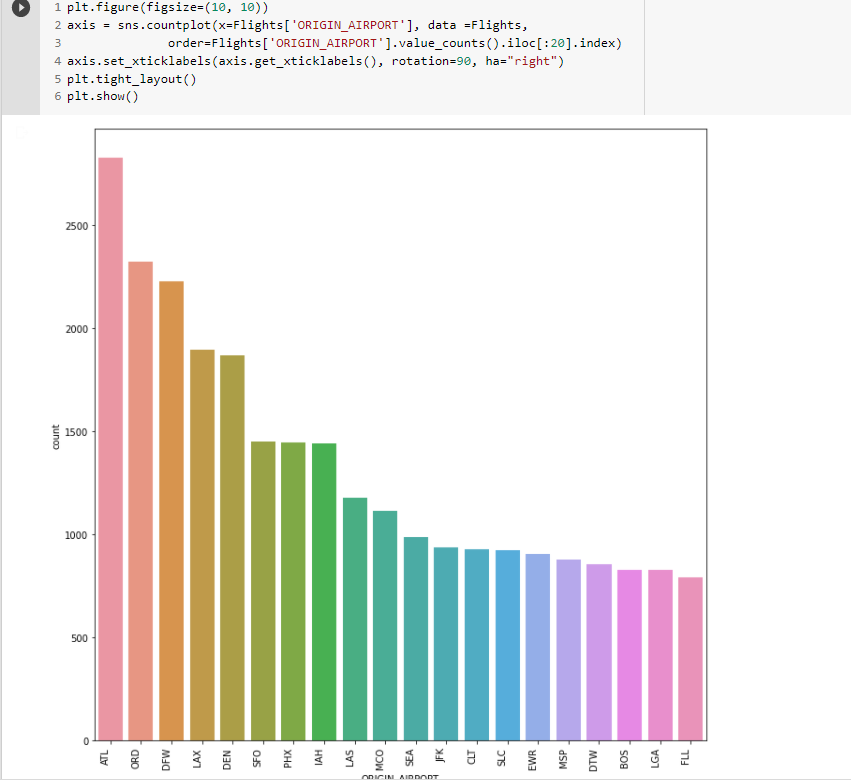 1 plt.figure(figsize=(10, 10))
2 axis = sns.countplot(x=Flights['ORIGIN_AIRPORT'], data =Flights,
3 order=Flights['ORIGIN_AIRPORT'].value_counts().iloc[:20].index)
4 axis.set_xticklabels(axis.get_xticklabels(), rotation=90, ha="right")
5 plt.tight_layout()
6 plt.show()
2500
2000
1500
1000
500
0
count
ATL ORD DFW LAX DEN SFO PHX IAH LAS MCO SEA JFK CLT SLC EWR MSP DTW BOS LGA FLL
ORIGIN_AIRPORT